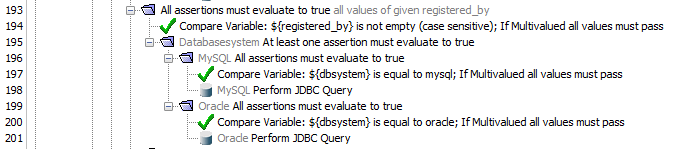 193 All assertions must evaluate to true all values of given registered_by
194 Compare Variable: ${registered_by} is not empty (case sensitive); If Multivalued all values must pass
195 Databasesystem At least one assertion must evaluate to true
196 MySQL All assertions must evaluate to true
197 Compare Variable: ${dbsystem} is equal to mysql; If Multivalued all values must pass
198 MySQL Perform JDBC Query
199 Oracle All assertions must evaluate to true
200 Compare Variable: ${dbsystem} is equal to oracle; If Multivalued all values must pass
201 Oracle Perform JDBC Query